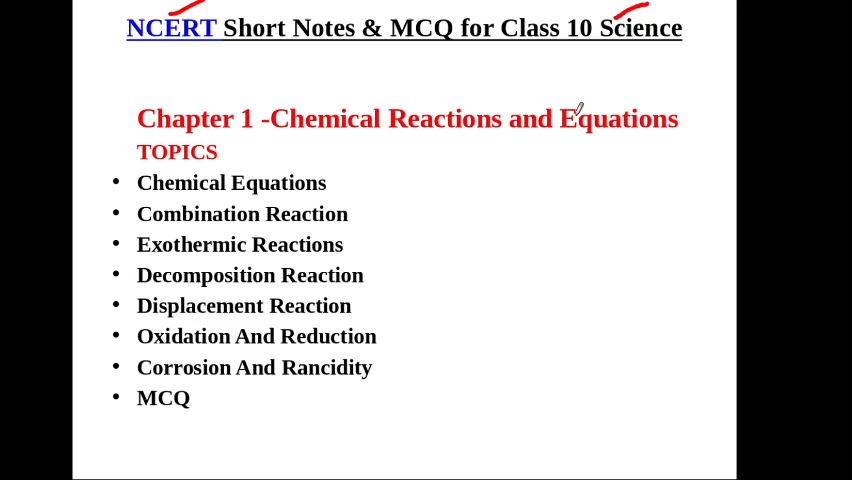 NCERT Short Notes & MCQ for Class 10 Science
Chapter 1 -Chemical Reactions and Equations
TOPICS
• Chemical Equations
• Combination Reaction
• Exothermic Reactions
• Decomposition Reaction
• Displacement Reaction
• Oxidation And Reduction
• Corrosion And Rancidity
• MCQ